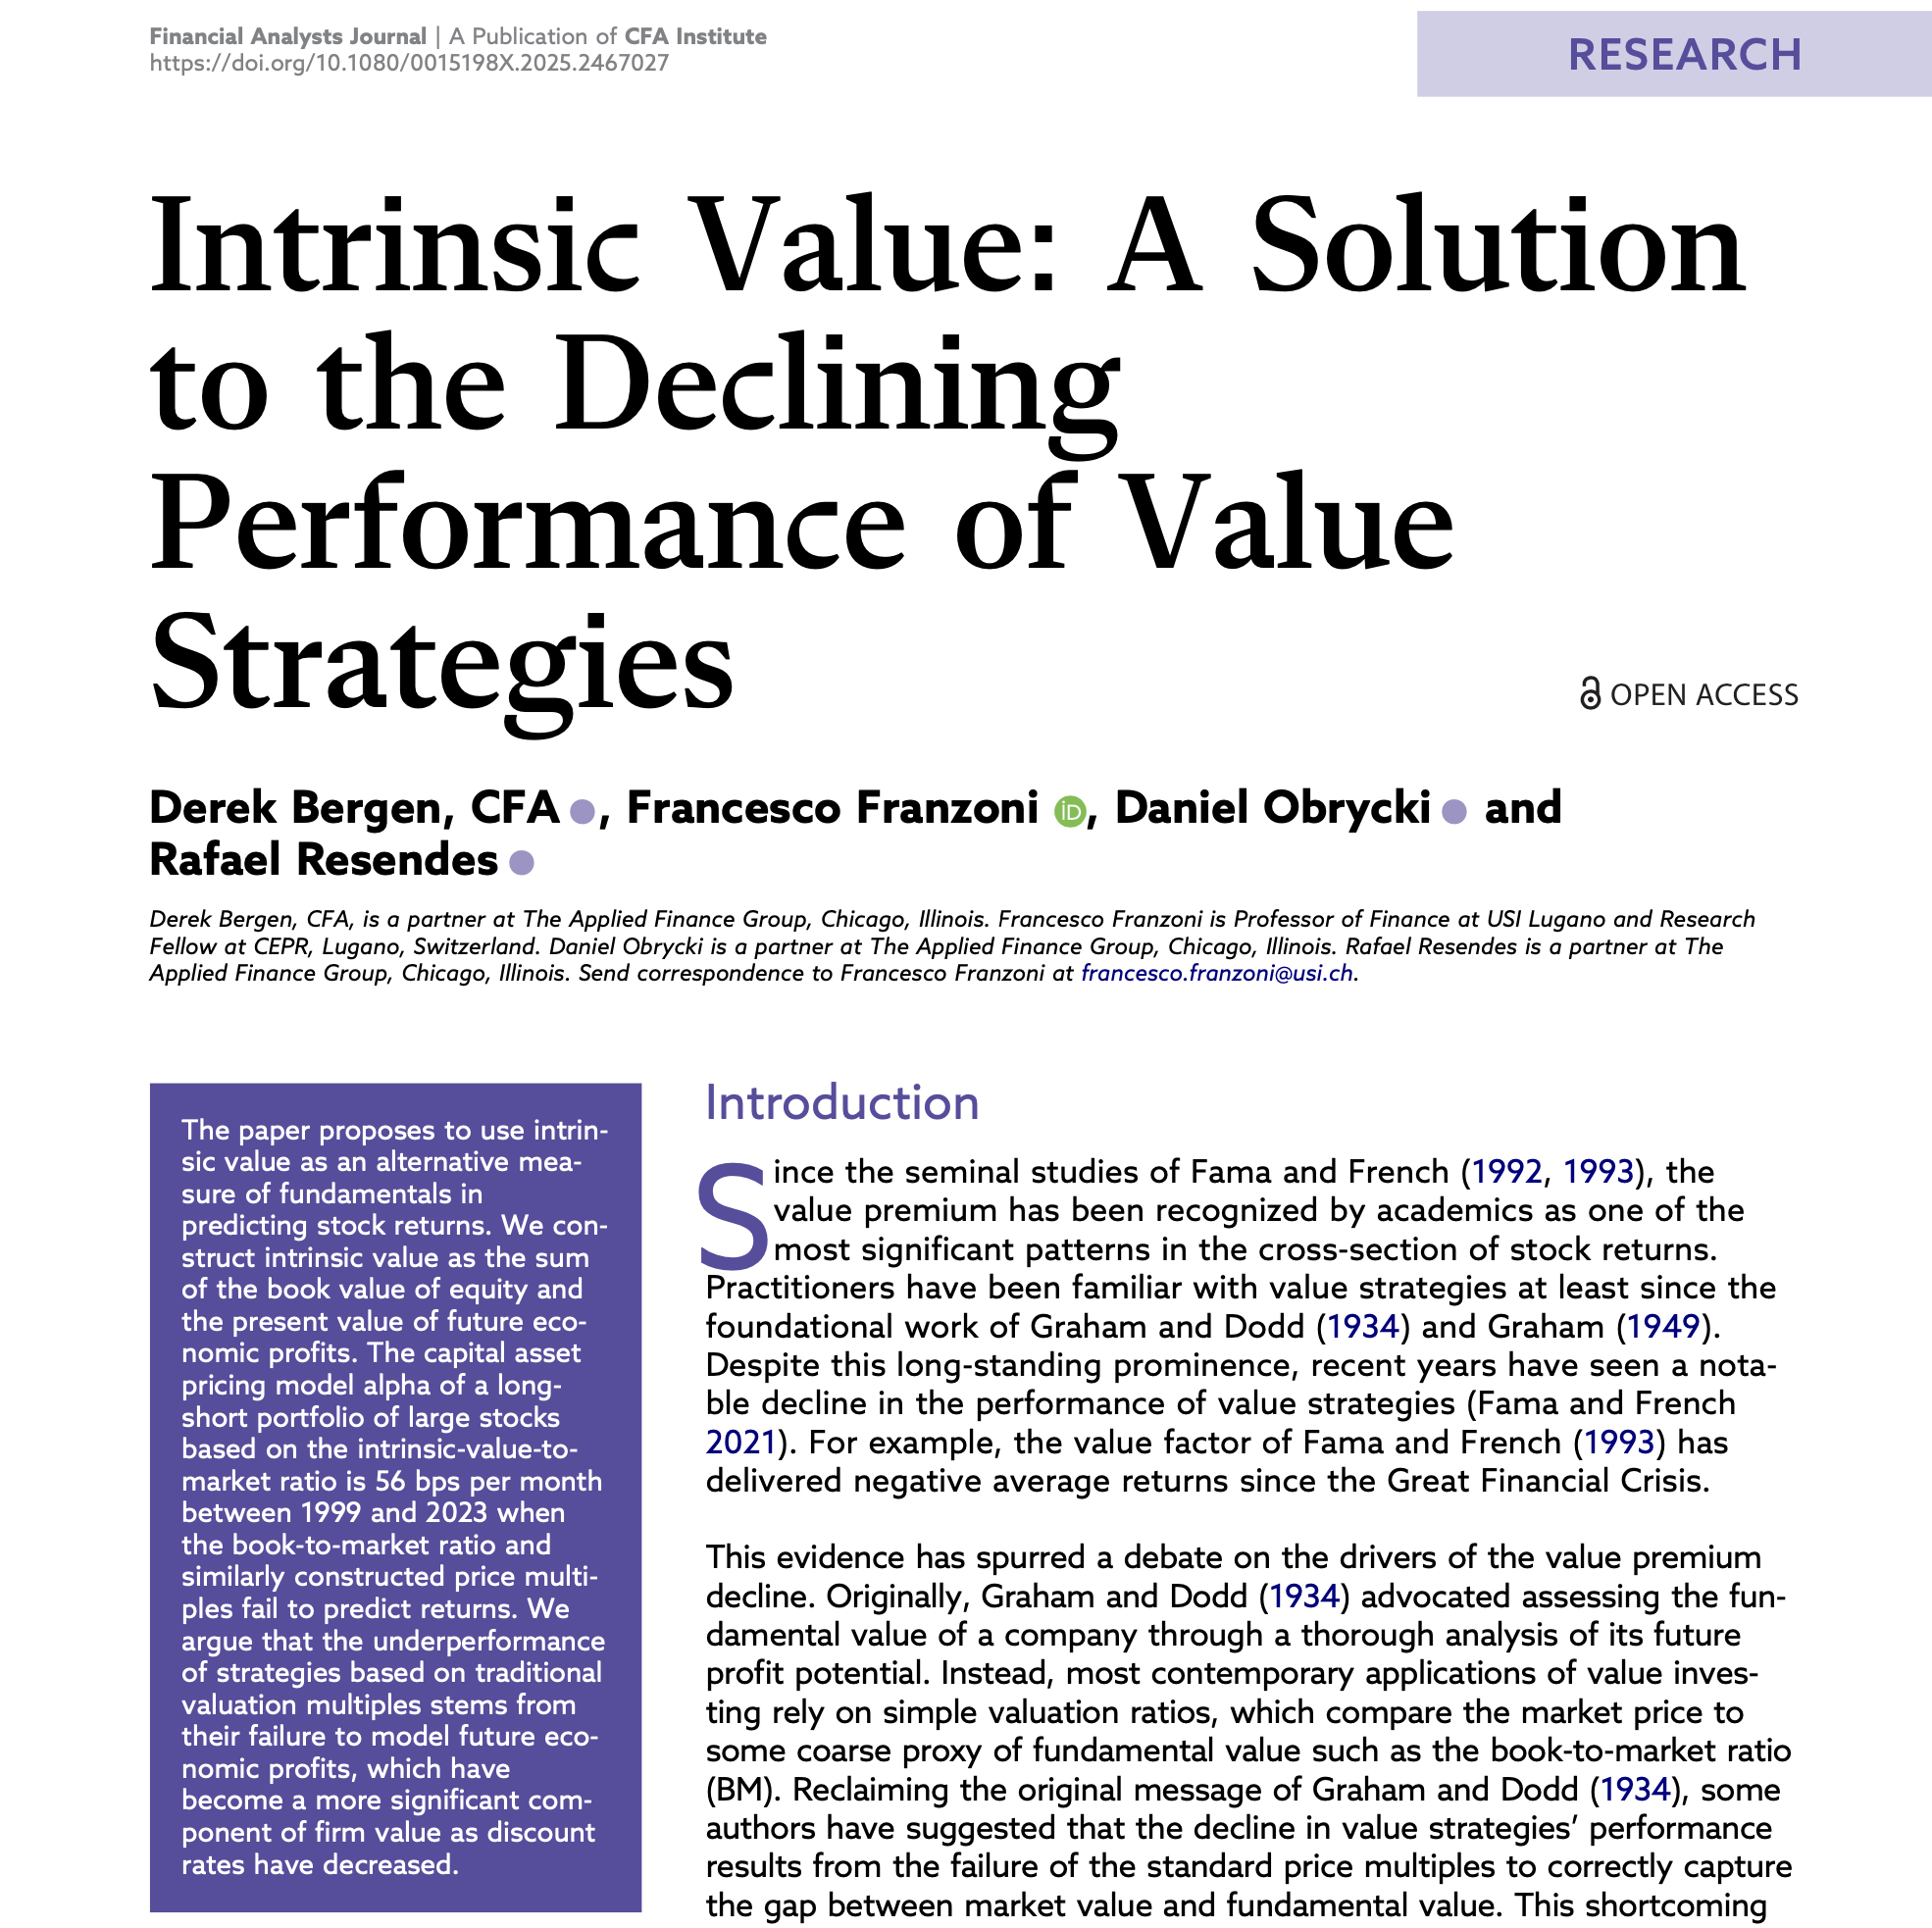 Financial Analysts Journal | A Publication of CFA Institute
https://doi.org/10.1080/0015198X.2025.2467027
RESEARCH
Intrinsic Value: A Solution
to the Declining
Performance of Value
Strategies
OPEN ACCESS
Derek Bergen, CFA, Francesco Franzoni iD, Daniel Obrycki and
Rafael Resendes
Derek Bergen, CFA, is a partner at The Applied Finance Group, Chicago, Illinois. Francesco Franzoni is Professor of Finance at USI Lugano and Research
Fellow at CEPR, Lugano, Switzerland. Daniel Obrycki is a partner at The Applied Finance Group, Chicago, Illinois. Rafael Resendes is a partner at The
Applied Finance Group, Chicago, Illinois. Send correspondence to Francesco Franzoni at francesco.franzoni@usi.ch.
The paper proposes to use intrin-
sic value as an alternative mea-
sure of fundamentals in
predicting stock returns. We con-
struct intrinsic value as the sum
of the book value of equity and
the present value of future eco-
nomic profits. The capital asset
pricing model alpha of a long-
short portfolio of large stocks
based on the intrinsic-value-to-
market ratio is 56 bps per month
between 1999 and 2023 when
the book-to-market ratio and
similarly constructed price multi-
ples fail to predict returns. We
argue that the underperformance
of strategies based on traditional
valuation multiples stems from
their failure to model future eco-
nomic profits, which have
become a more significant com-
ponent of firm value as discount
rates have decreased.
Introduction
Since the seminal studies of Fama and French (1992, 1993), the
value premium has been recognized by academics as one of the
most significant patterns in the cross-section of stock returns.
Practitioners have been familiar with value strategies at least since the
foundational work of Graham and Dodd (1934) and Graham (1949).
Despite this long-standing prominence, recent years have seen a nota-
ble decline in the performance of value strategies (Fama and French
2021). For example, the value factor of Fama and French (1993) has
delivered negative average returns since the Great Financial Crisis.
This evidence has spurred a debate on the drivers of the value premium
decline. Originally, Graham and Dodd (1934) advocated assessing the fun-
damental value of a company through a thorough analysis of its future
profit potential. Instead, most contemporary applications of value inves-
ting rely on simple valuation ratios, which compare the market price to
some coarse proxy of fundamental value such as the book-to-market ratio
(BM). Reclaiming the original message of Graham and Dodd (1934), some
authors have suggested that the decline in value strategies’ performance
results from the failure of the standard price multiples to correctly capture
the gap between market value and fundamental value. This shortcoming